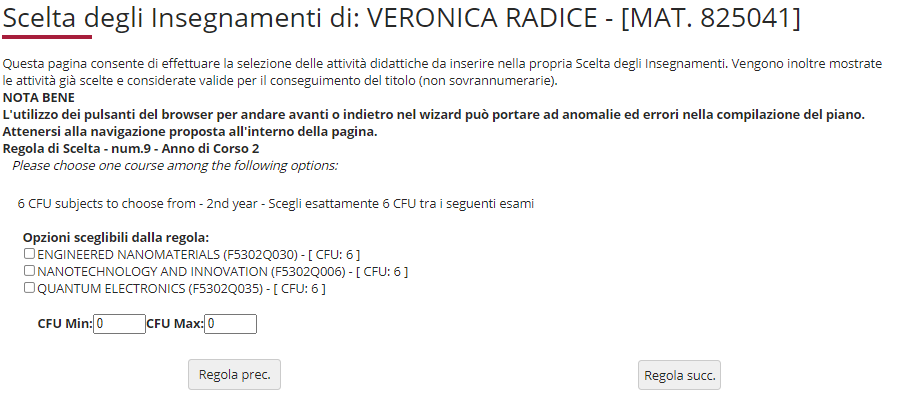 Scelta degli Insegnamenti di: VERONICA RADICE - [MAT. 825041]
Questa pagina consente di effettuare la selezione delle attività didattiche da inserire nella propria Scelta degli Insegnamenti. Vengono inoltre mostrate
le attività già scelte e considerate valide per il conseguimento del titolo (non sovrannumerarie).
NOTA BENE
L'utilizzo dei pulsanti del browser per andare avanti o indietro nel wizard può portare ad anomalie ed errori nella compilazione del piano.
Attenersi alla navigazione proposta all'interno della pagina.
Regola di Scelta - num.9 - Anno di Corso 2
Please choose one course among the following options:
6 CFU subjects to choose from - 2nd year - Scegli esattamente 6 CFU tra i seguenti esami
Opzioni sceglibili dalla regola:
ENGINEERED NANOMATERIALS (F5302Q030) - [ CFU: 6 ]
NANOTECHNOLOGY AND INNOVATION (F5302Q006) - [ CFU: 6 ]
QUANTUM ELECTRONICS (F5302Q035) - [ CFU: 6 ]
CFU Min: 0 CFU Max: 0
Regola prec. Regola succ.